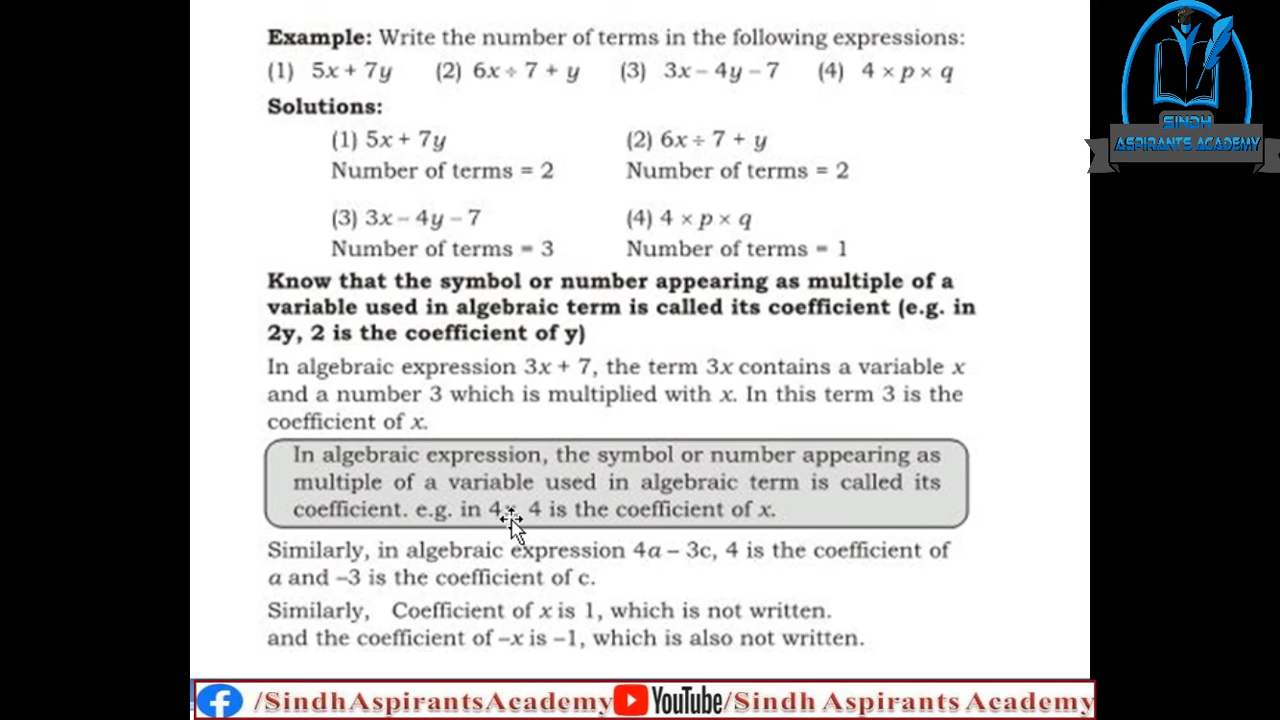 Example: Write the number of terms in the following expressions:
(1) 5x + 7y (2) 6x ÷ 7 + y (3) 3x – 4y – 7 (4) 4 × p × q
Solutions:
(1) 5x + 7y (2) 6x ÷ 7 + y
Number of terms = 2 Number of terms = 2
(3) 3x – 4y – 7 (4) 4 × p × q
Number of terms = 3 Number of terms = 1
Know that the symbol or number appearing as multiple of a
variable used in algebraic term is called its coefficient (e.g. in
2y, 2 is the coefficient of y)
In algebraic expression 3x + 7, the term 3x contains a variable x
and a number 3 which is multiplied with x. In this term 3 is the
coefficient of x.
In algebraic expression, the symbol or number appearing as
multiple of a variable used in algebraic term is called its
coefficient. e.g. in 4x, 4 is the coefficient of x.
Similarly, in algebraic expression 4a – 3c, 4 is the coefficient of
a and –3 is the coefficient of c.
Similarly, Coefficient of x is 1, which is not written.
and the coefficient of –x is –1, which is also not written.
SINDH
ASPIRANTS ACADEMY
/SindhAspirantsAcademy YouTube/Sindh Aspirants Academy